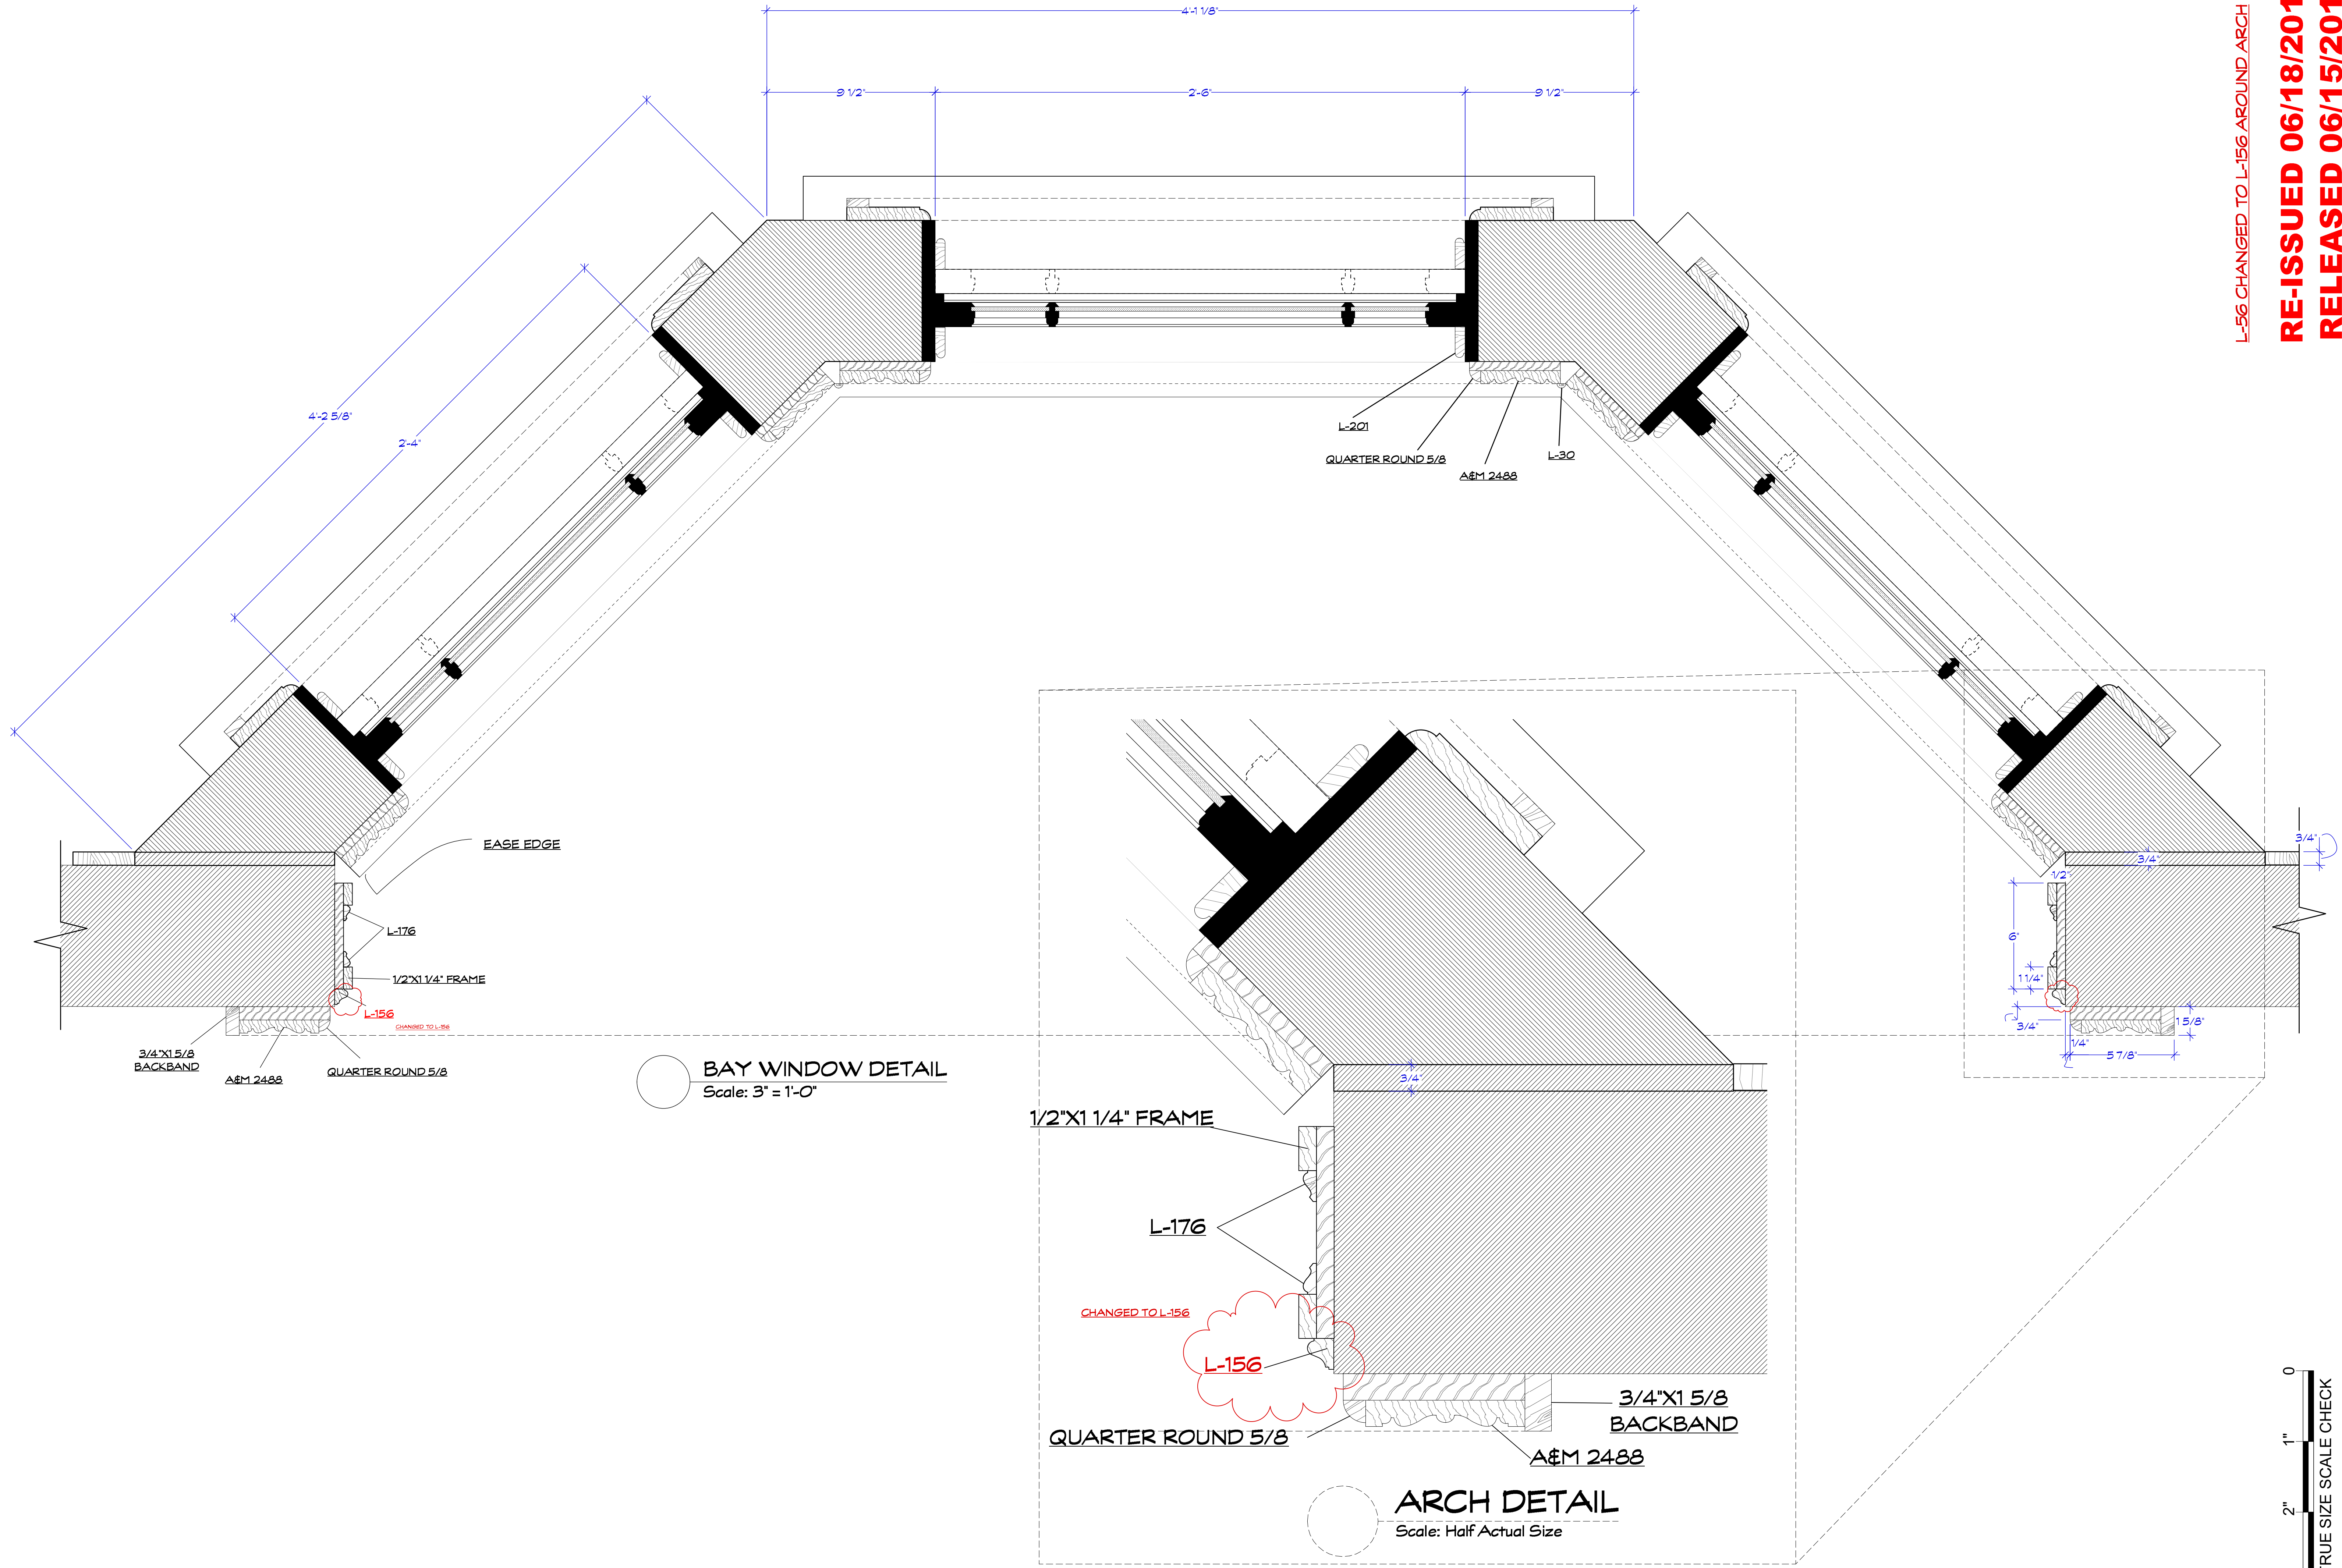 4'-1 1/8"
9 1/2"
2'-6"
9 1/2"
L-56 CHANGED TO L-156 AROUND ARCH
RE-ISSUED 06/18/201
RELEASED 06/15/201
4'-2 5/8"
2'-4"
L-201
QUARTER ROUND 5/8
A&M 2488
L-30
EASE EDGE
L-176
1/2"X1 1/4" FRAME
L-156
CHANGED TO L-156
3/4"X1 5/8
BACKBAND
A&M 2488
QUARTER ROUND 5/8
BAY WINDOW DETAIL
Scale: 3" = 1'-0"
3/4"
3/4"
1/2"
6"
1 1/4"
3/4"
1/4"
1 5/8"
5 7/8"
3/4"
1/2"X1 1/4" FRAME
L-176
CHANGED TO L-156
L-156
QUARTER ROUND 5/8
3/4"X1 5/8
BACKBAND
A&M 2488
ARCH DETAIL
Scale: Half Actual Size
0
1"
2"
TRUE SIZE SCALE CHECK